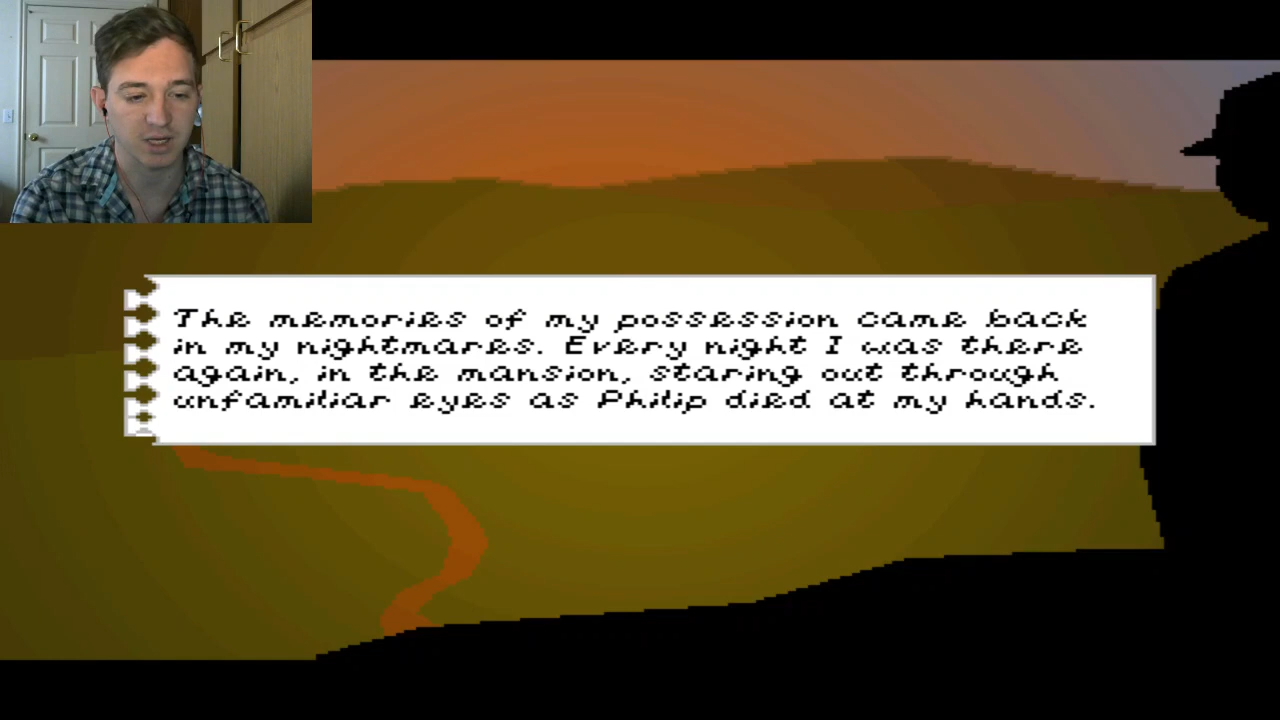 The memories of my possession came back
in my nightmares. Every night I was there
again, in the mansion, staring out through
unfamiliar eyes as Philip died at my hands.